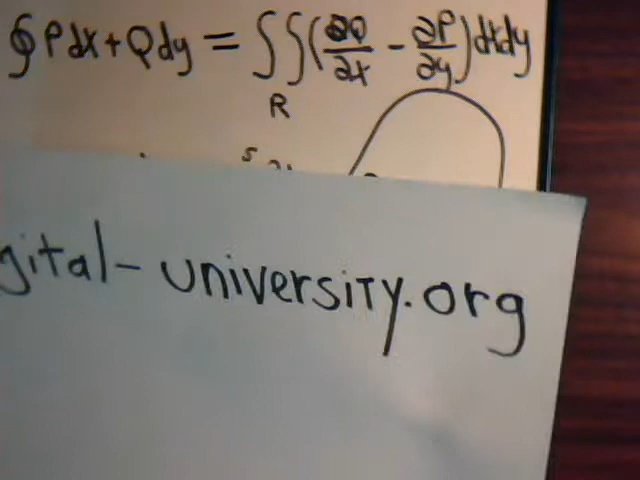 ∮ Pdx + Qdy = ∫∫ (∂Q/∂x - ∂P/∂y) dxdy
R
gital-university.org